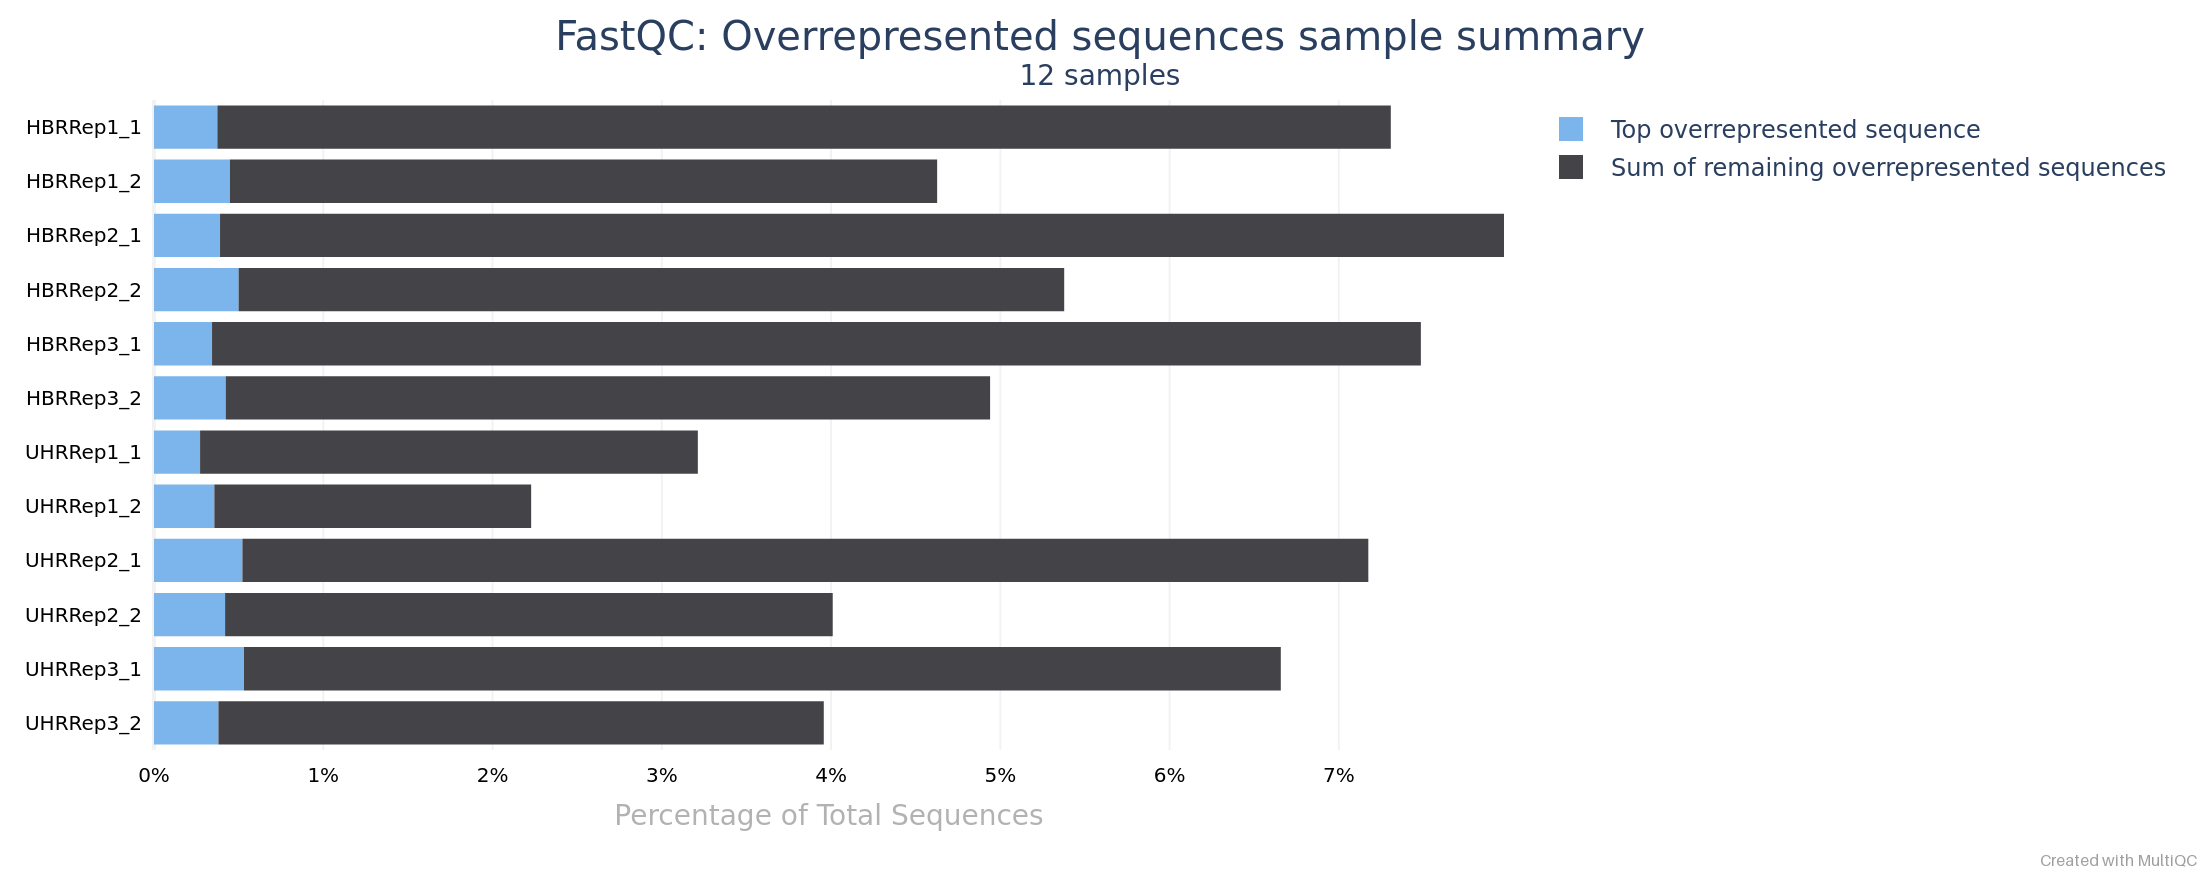 FastQC: Overrepresented sequences sample summary
12 samples
Top overrepresented sequence
Sum of remaining overrepresented sequences
HBRRep1_1
HBRRep1_2
HBRRep2_1
HBRRep2_2
HBRRep3_1
HBRRep3_2
UHRRep1_1
UHRRep1_2
UHRRep2_1
UHRRep2_2
UHRRep3_1
UHRRep3_2
0% 1% 2% 3% 4% 5% 6% 7%
Percentage of Total Sequences
Created with MultiQC